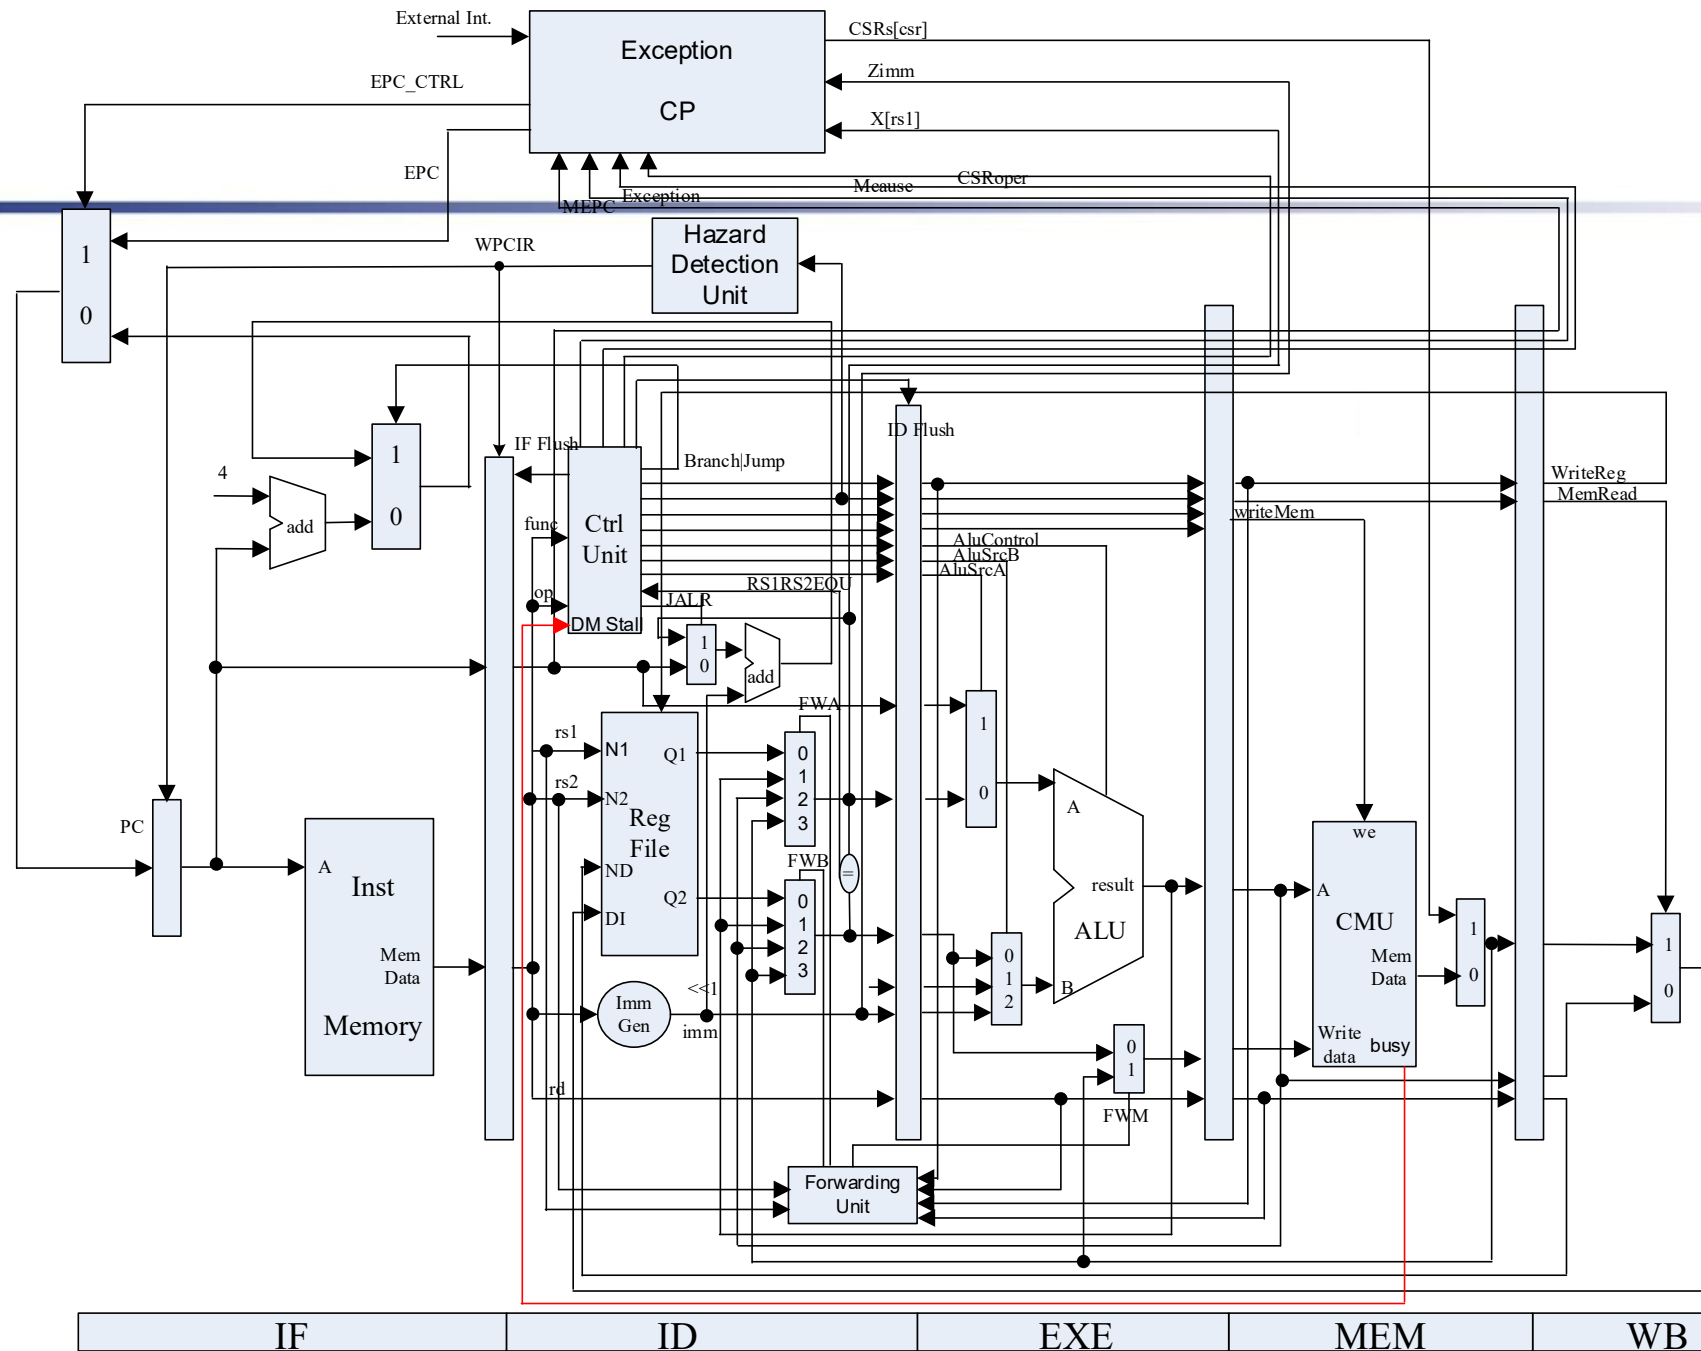 External Int.
CSRs[csr]
Exception
CP
Zimm
EPC_CTRL
X[rs1]
EPC
CSRoper
Mcause
Exception
MEPC
Hazard
Detection
Unit
WPCIR
1
0
IF Flush
ID Flush
Branch|Jump
4
add
1
0
func
Ctrl
Unit
op
DM Stal
RS1RS2EQU
JALR
1
0
add
AluControl
AluSrcB
AluSrcA
writeMem
WriteReg
MemRead
FWA
rs1
N1
Q1
rs2
N2
Reg
File
ND
Q2
DI
0
1
2
3
FWB
0
1
2
3
=
1
0
A
result
ALU
B
0
1
2
we
A
CMU
Mem
Data
Write
data
busy
1
0
1
0
PC
A
Inst
Mem
Data
Memory
Imm
Gen
<<1
imm
rd
0
1
FWM
Forwarding
Unit
IF
ID
EXE
MEM
WB